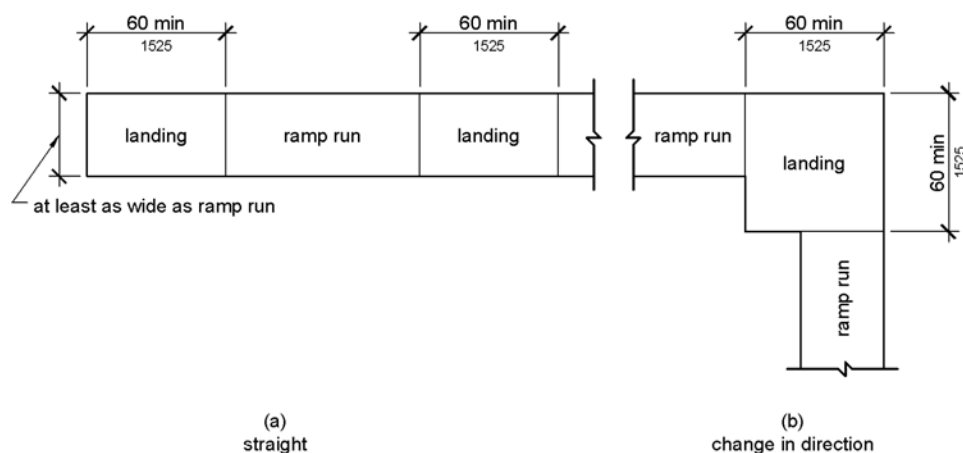 60 min
1525
60 min
1525
60 min
1525
landing
ramp run
landing
ramp run
landing
60 min
1525
at least as wide as ramp run
ramp run
(a)
straight
(b)
change in direction